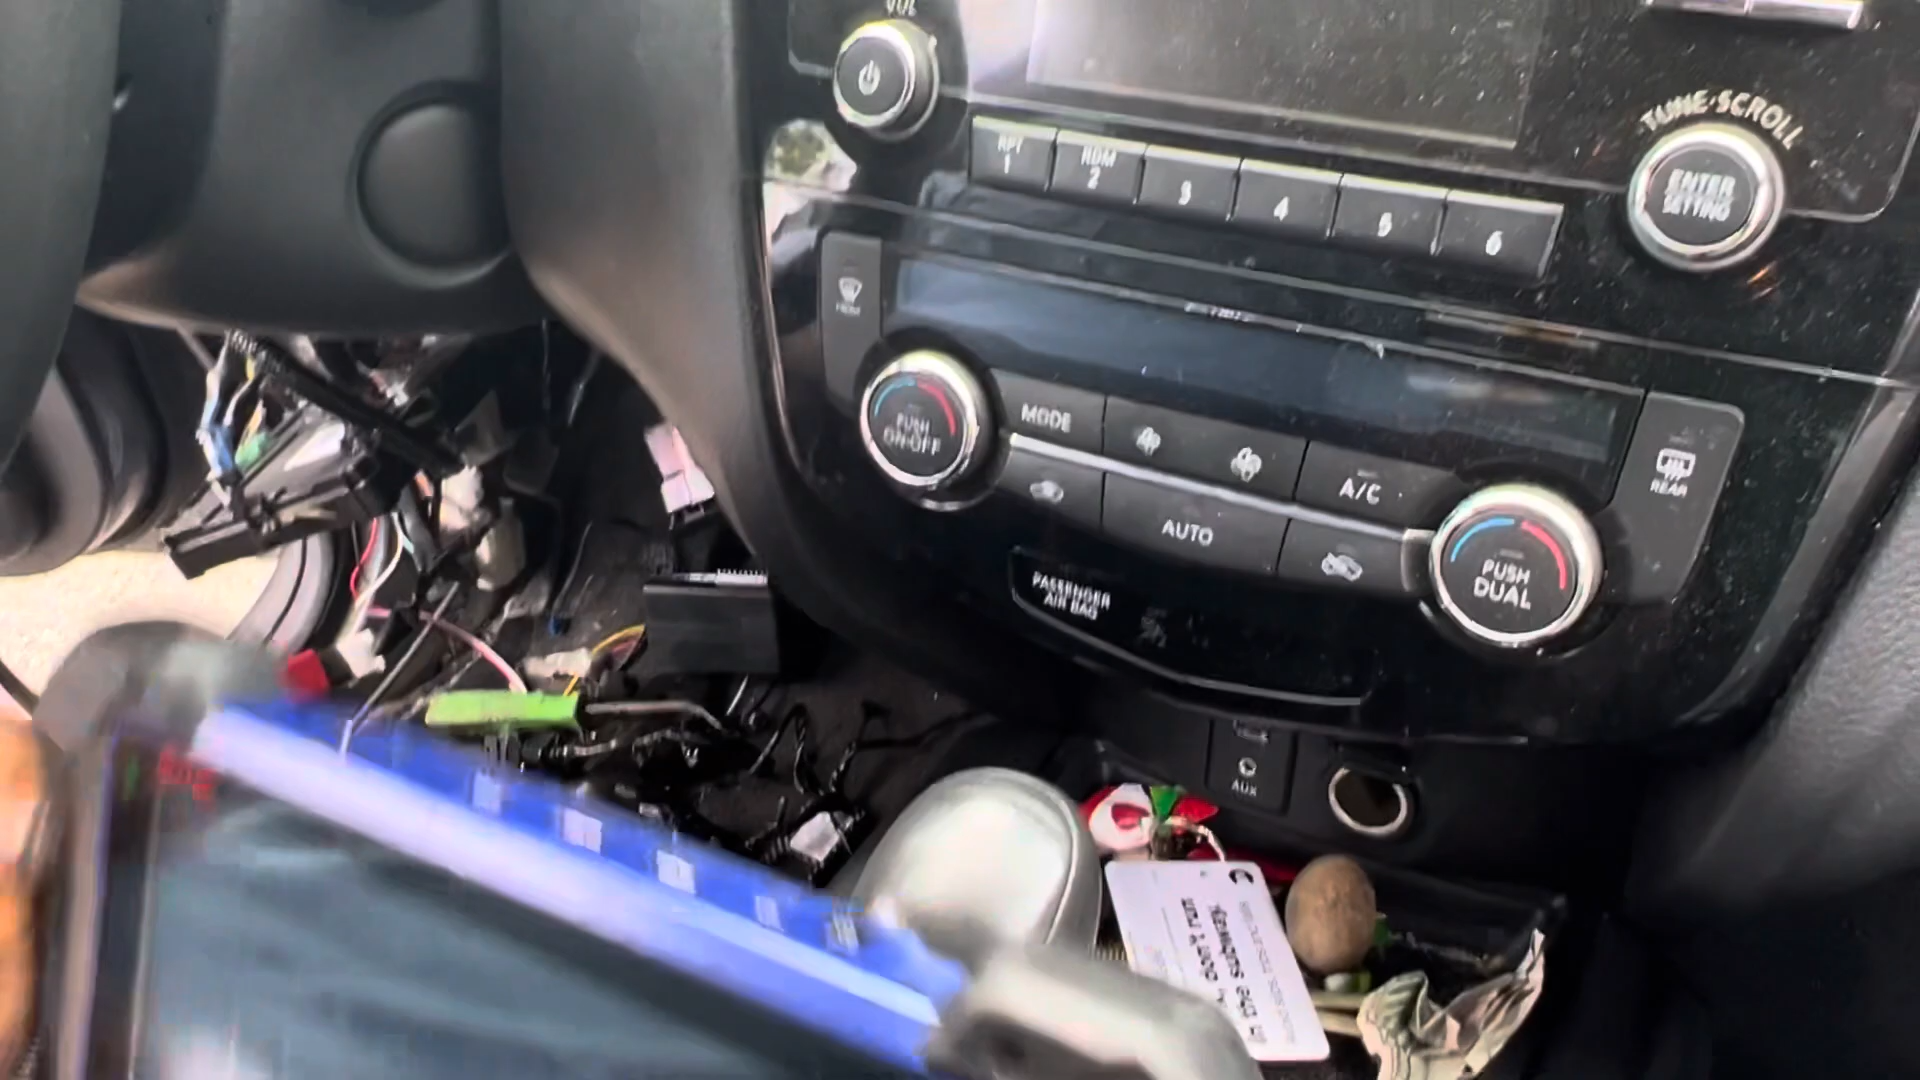 VOL
TUNE·SCROLL
RPT
1
RDM
2
3
4
5
6
ENTER
SETTING
FRONT
PUSH
ON·OFF
MODE
A/C
REAR
AUTO
PUSH
DUAL
PASSENGER
AIR BAG
AUX